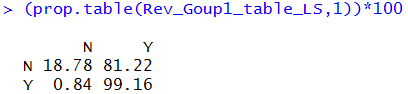 > (prop.table(Rev_Goup1_table_LS,1))*100
N Y
N 18.78 81.22
Y 0.84 99.16